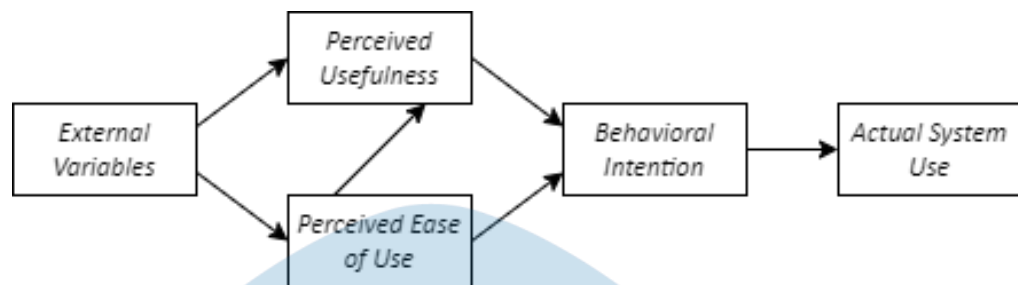 Perceived
Usefulness
External
Variables
Behavioral
Intention
Actual System
Use
Perceived Ease
of Use